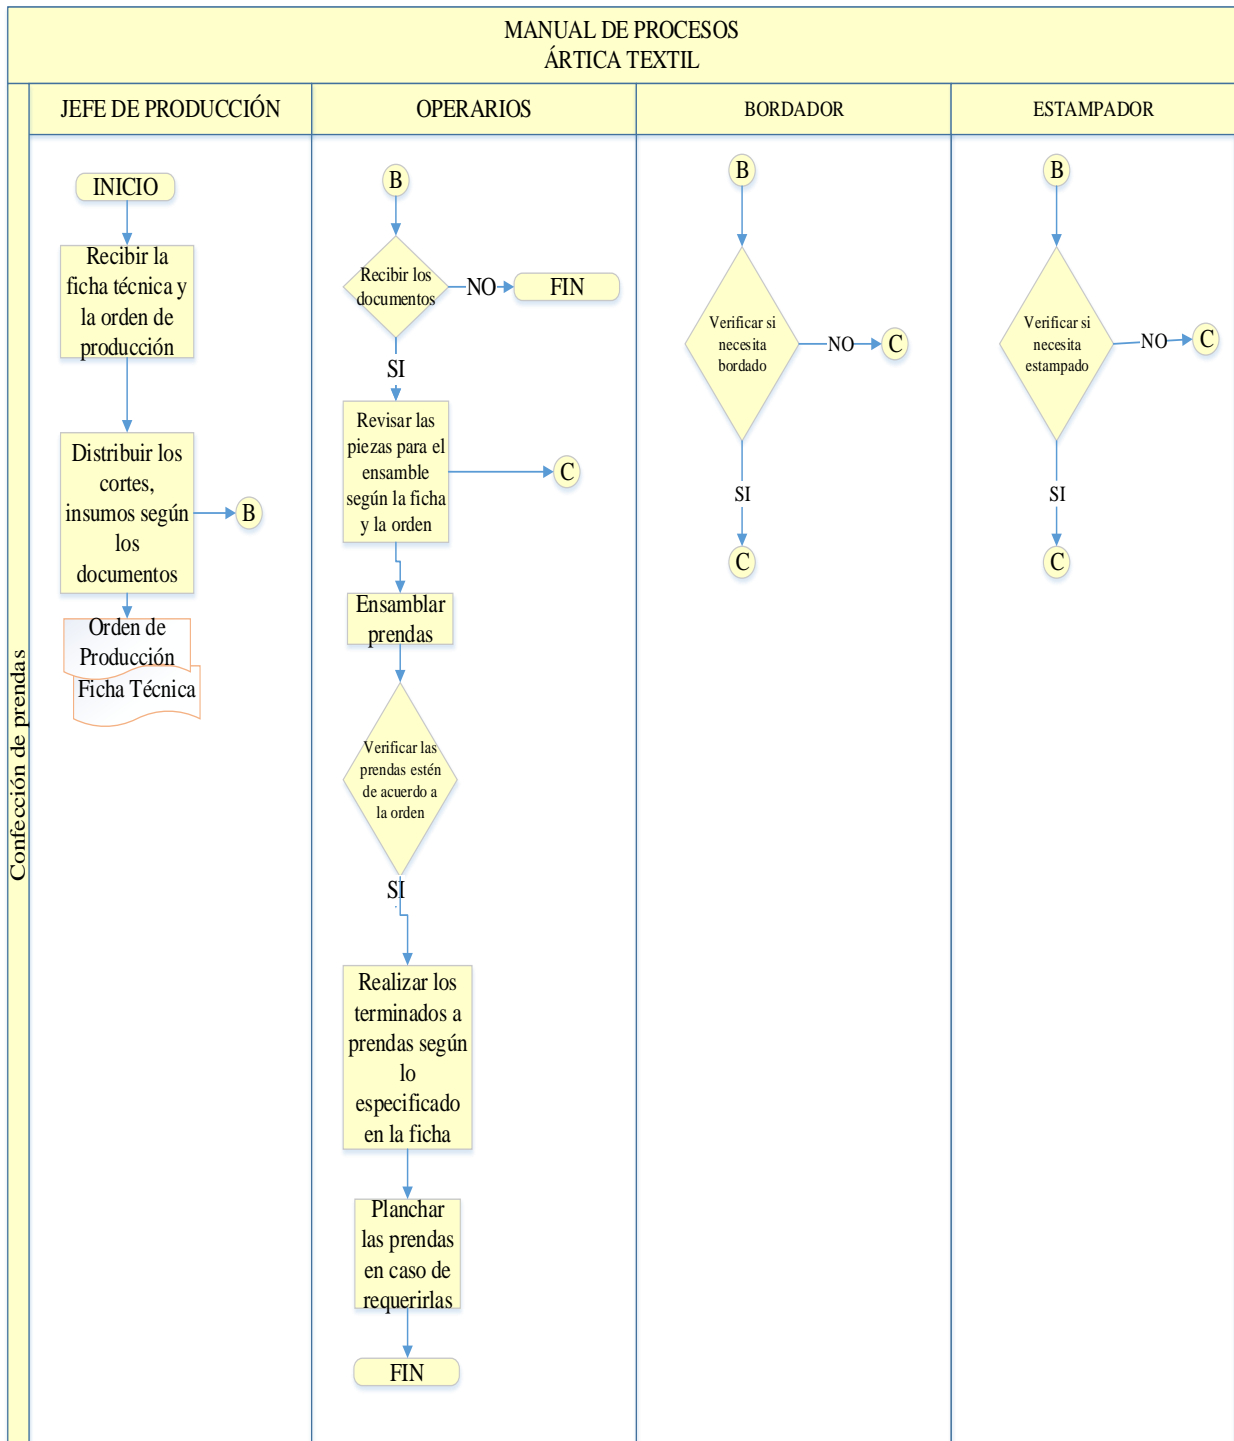 MANUAL DE PROCESOS
ÁRTICA TEXTIL
JEFE DE PRODUCCIÓN
OPERARIOS
BORDADOR
ESTAMPADOR
Confección de prendas
INICIO
Recibir la
ficha técnica y
la orden de
producción
Distribuir los
cortes,
insumos según
los
documentos
B
Orden de
Producción
Ficha Técnica
B
Recibir los
documentos
NO
FIN
SI
Revisar las
piezas para el
ensamble
según la ficha
y la orden
C
Ensamblar
prendas
Verificar las
prendas estén
de acuerdo a
la orden
SI
Realizar los
terminados a
prendas según
lo
especificado
en la ficha
Planchar
las prendas
en caso de
requerirlas
FIN
B
Verificar si
necesita
bordado
NO
C
SI
C
B
Verificar si
necesita
estampado
NO
C
SI
C